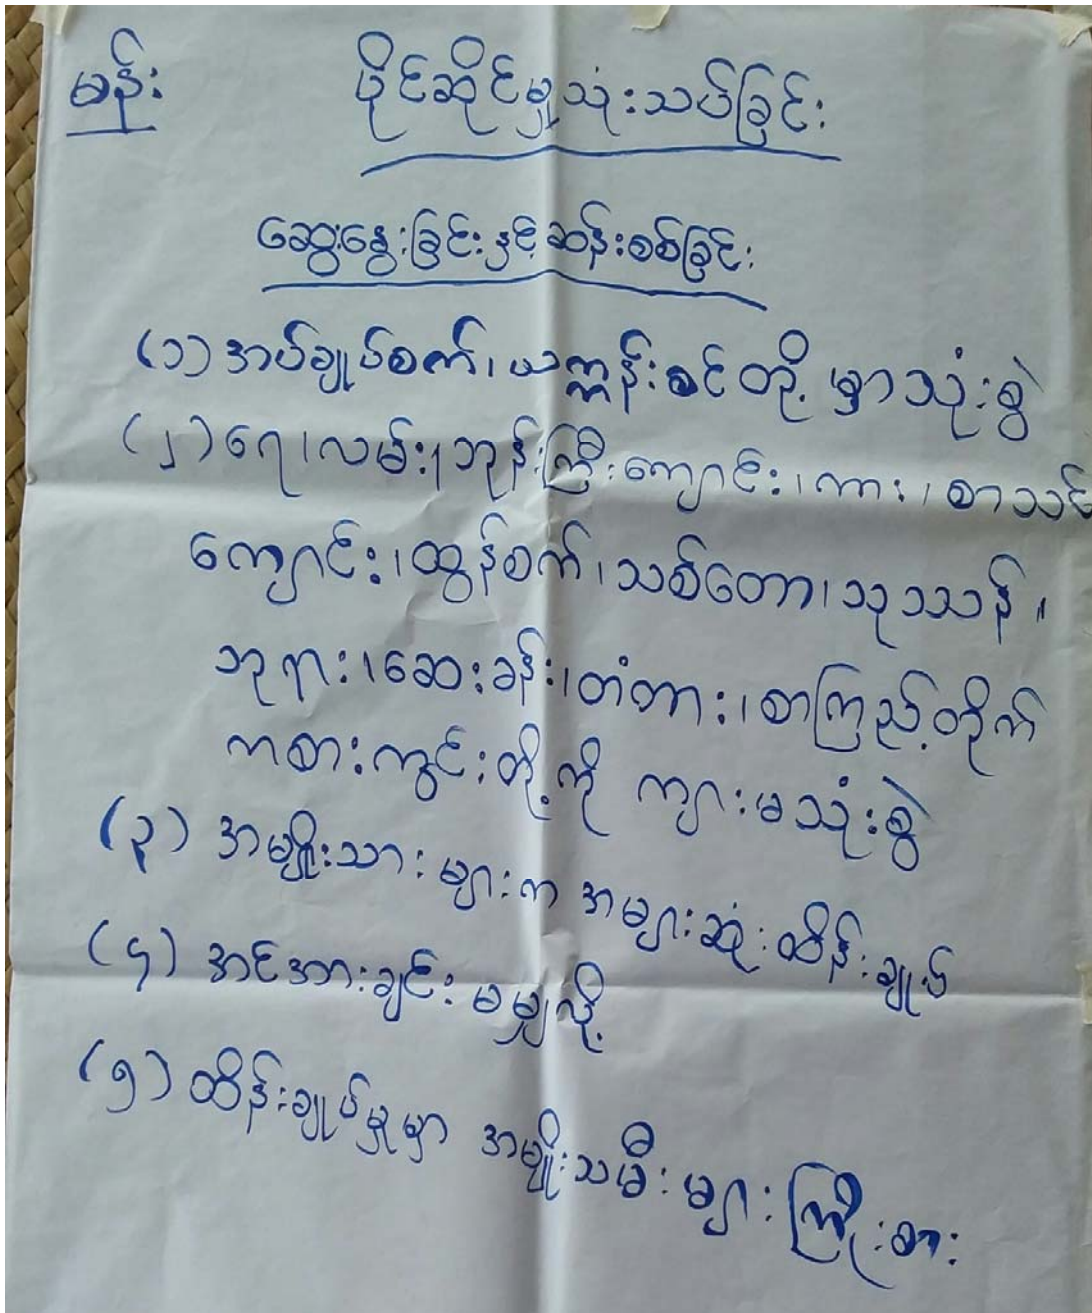 မန်း ပိုင်ဆိုင်မှုသုံးသပ်ခြင်း
ဆွေးနွေးခြင်းနှင့်ဆန်းစစ်ခြင်း
(၁) အပ်ချုပ်စက်၊ ယက္ကန်းစင်တို့ မှာသုံးစွဲ
(၂) ရေ၊လမ်း၊ဘုန်းကြီးကျောင်း၊ကား၊စာသင်
ကျောင်း၊ထွန်စက်၊သစ်တော၊သုဿန်၊
ဘုရား၊ဆေးခန်း၊တံတား၊စာကြည့်တိုက်
ကစားကွင်းတို့ကို ကျား မသုံးစွဲ
(၃) အမျိုးသားများက အများဆုံးထိန်းချုပ်
(၄) အင်အားချင်း မမျှလို့
(၅) ထိန်းချုပ်မှုမှာ အမျိုးသမီးများ ကြိုးစား